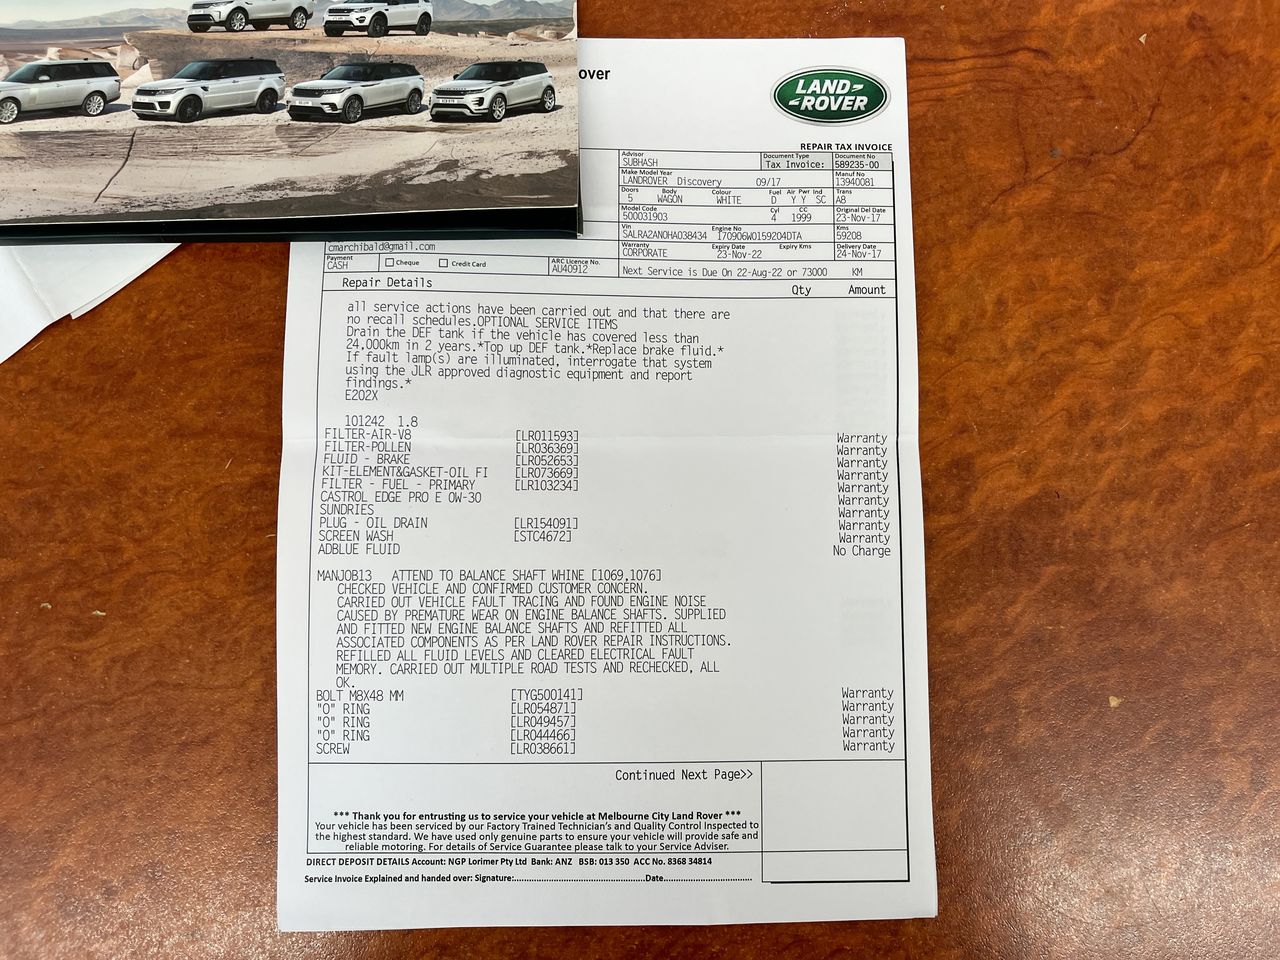 over
LAND-
-ROVER
REPAIR TAX INVOICE
Advisor
SUBHASH
Document Type
Tax Invoice:
Document No
589235-00
Make Model Year
LANDROVER Discovery 09/17
Manuf No
13940081
Doors Body Colour Fuel Air Pwr Ind
5 WAGON WHITE D Y Y SC
Trans
A8
Model Code
500031903
Cyl CC
4 1999
Original Del Date
23-Nov-17
Vin
SALRA2AN0HA038434
Engine No
170906W0159204DTA
Kms
59208
cmarchibald@gmail.com
Warranty
CORPORATE
Expiry Date
23-Nov-22
Expiry Kms
Delivery Date
24-Nov-17
Payment
CASH
Cheque
Credit Card
ARC Licence No.
AU40912
Next Service is Due On 22-Aug-22 or 73000 KM
Repair Details Qty Amount
all service actions have been carried out and that there are
no recall schedules.OPTIONAL SERVICE ITEMS
Drain the DEF tank if the vehicle has covered less than
24,000km in 2 years.*Top up DEF tank.*Replace brake fluid.*
If fault lamp(s) are illuminated, interrogate that system
using the JLR approved diagnostic equipment and report
findings.*
E202X
101242 1.8
FILTER-AIR-V8 [LR011593] Warranty
FILTER-POLLEN [LR036369] Warranty
FLUID - BRAKE [LR052653] Warranty
KIT-ELEMENT&GASKET-OIL FI [LR073669] Warranty
FILTER - FUEL - PRIMARY [LR103234] Warranty
CASTROL EDGE PRO E 0W-30 Warranty
SUNDRIES Warranty
PLUG - OIL DRAIN [LR154091] Warranty
SCREEN WASH [STC4672] Warranty
ADBLUE FLUID No Charge
MANJOB13 ATTEND TO BALANCE SHAFT WHINE [1069,1076]
CHECKED VEHICLE AND CONFIRMED CUSTOMER CONCERN.
CARRIED OUT VEHICLE FAULT TRACING AND FOUND ENGINE NOISE
CAUSED BY PREMATURE WEAR ON ENGINE BALANCE SHAFTS. SUPPLIED
AND FITTED NEW ENGINE BALANCE SHAFTS AND REFITTED ALL
ASSOCIATED COMPONENTS AS PER LAND ROVER REPAIR INSTRUCTIONS.
REFILLED ALL FLUID LEVELS AND CLEARED ELECTRICAL FAULT
MEMORY. CARRIED OUT MULTIPLE ROAD TESTS AND RECHECKED, ALL
OK.
BOLT M8X48 MM [TYG500141] Warranty
"O" RING [LR054871] Warranty
"O" RING [LR049457] Warranty
"O" RING [LR044466] Warranty
SCREW [LR038661] Warranty
Continued Next Page>>
*** Thank you for entrusting us to service your vehicle at Melbourne City Land Rover ***
Your vehicle has been serviced by our Factory Trained Technician's and Quality Control inspected to
the highest standard. We have used only genuine parts to ensure your vehicle will provide safe and
reliable motoring. For details of Service Guarantee please talk to your Service Adviser.
DIRECT DEPOSIT DETAILS Account: NGP Lorimer Pty Ltd Bank: ANZ BSB: 013 350 ACC No. 8368 34814
Service Invoice Explained and handed over: Signature:.............................................Date..............................